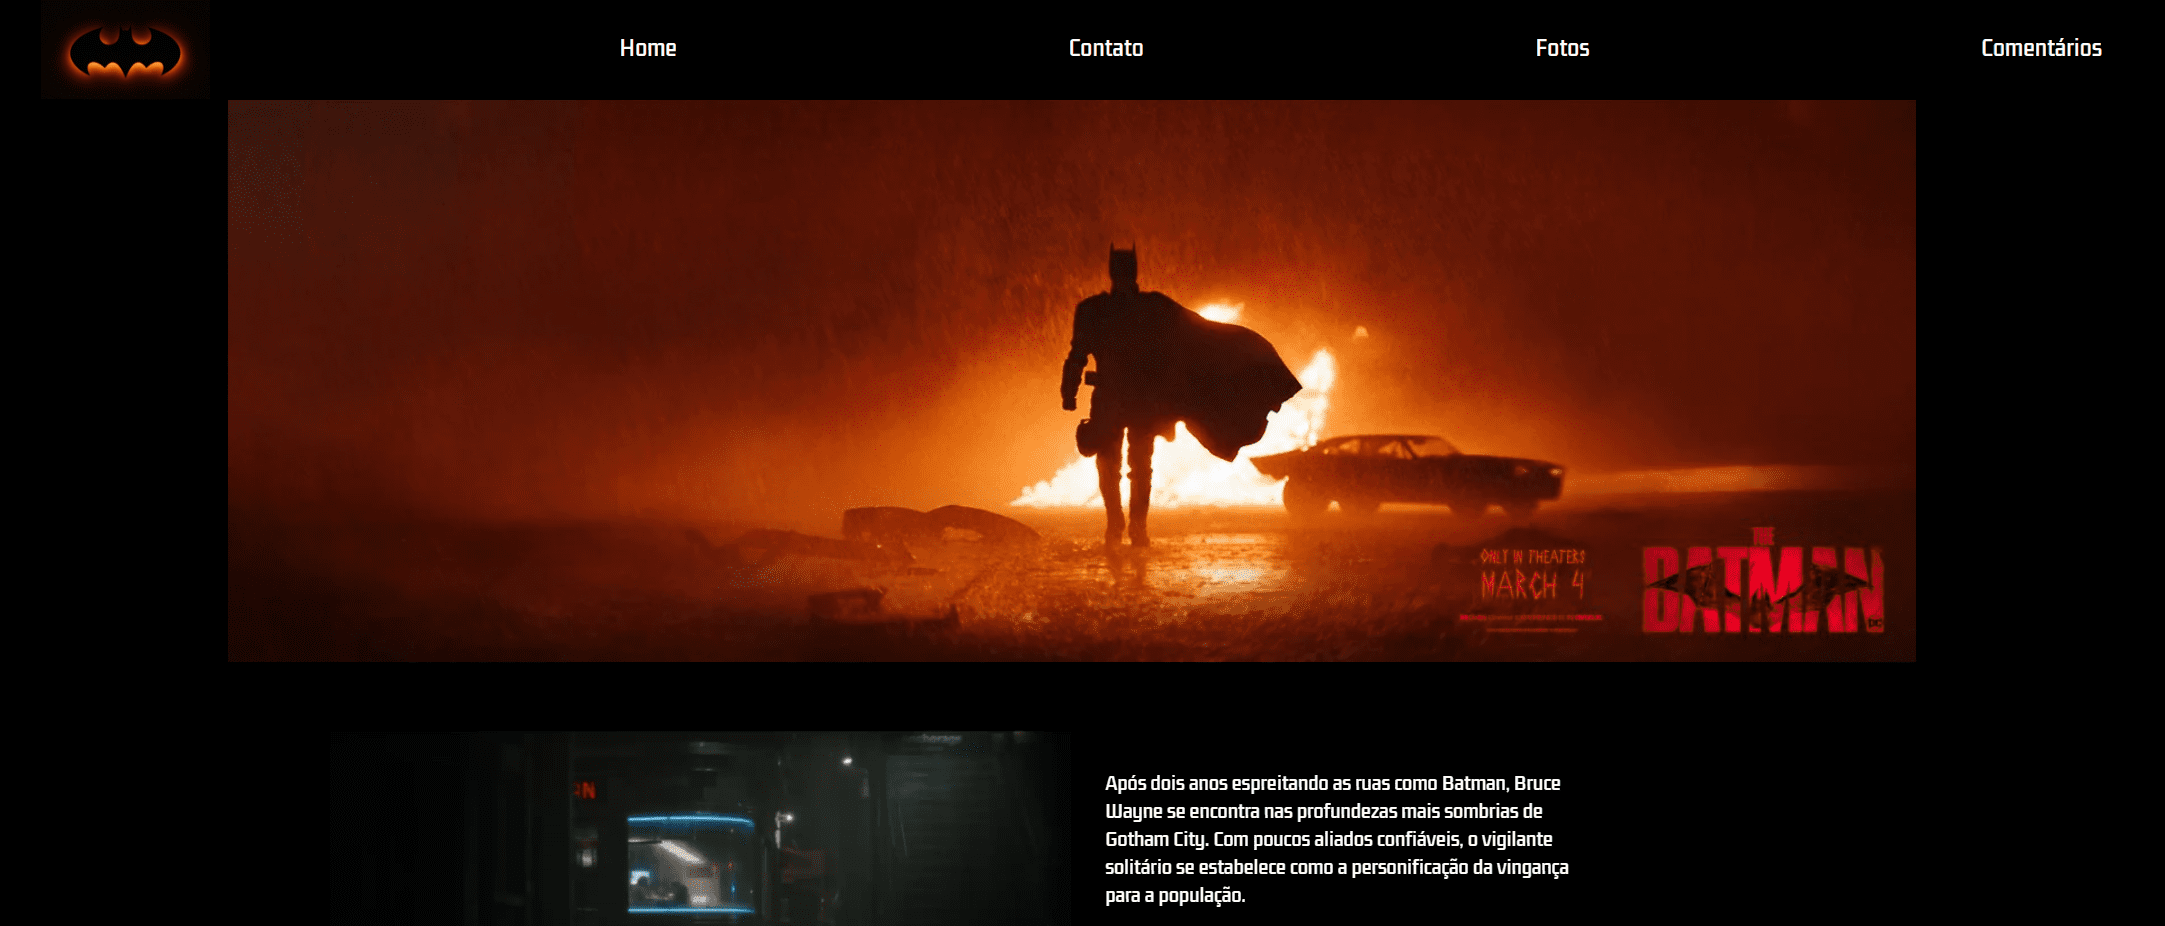 Home Contato Fotos Comentários
ONLY IN THEATERS
MARCH 4
THE
BATMAN
DC
Após dois anos espreitando as ruas como Batman, Bruce
Wayne se encontra nas profundezas mais sombrias de
Gotham City. Com poucos aliados confiáveis, o vigilante
solitário se estabelece como a personificação da vingança
para a população.